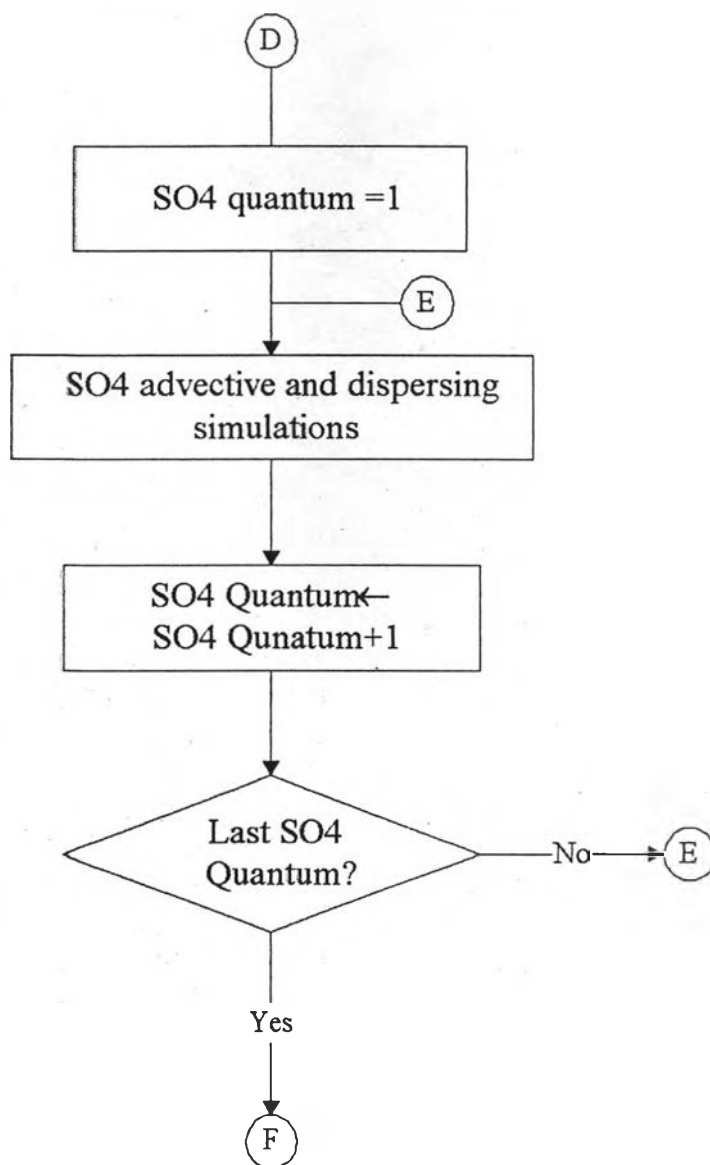 D
SO4 quantum =1
E
SO4 advective and dispersing
simulations
SO4 Quantum←
SO4 Qunatum+1
Last SO4
Quantum?
No
E
Yes
F